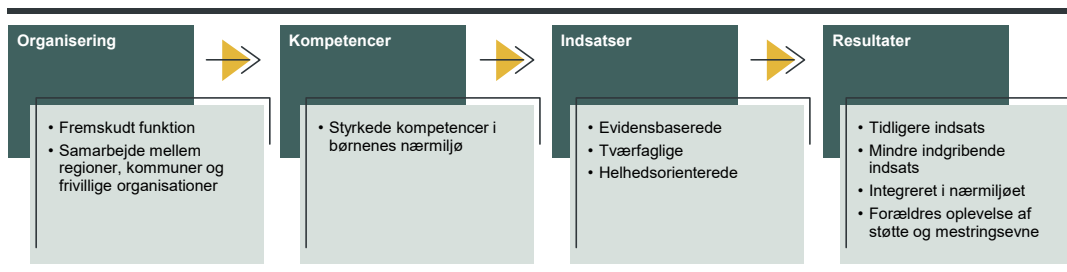 Organisering
• Fremskudt funktion
• Samarbejde mellem
regioner, kommuner og
frivillige organisationer
Kompetencer
• Styrkede kompetencer i
børnenes nærmiljø
Indsatser
• Evidensbaserede
• Tværfaglige
• Helhedsorienterede
Resultater
• Tidligere indsats
• Mindre indgribende
indsats
• Integreret i nærmiljøet
• Forældres oplevelse af
støtte og mestringsevne